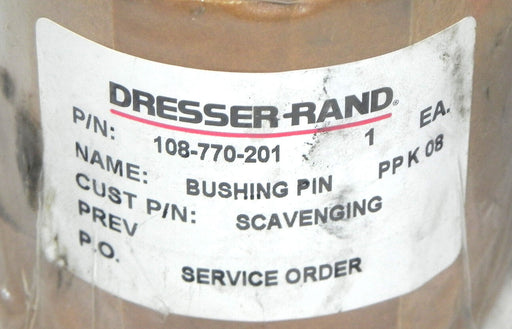 DRESSER-RAND®
P/N: 108-770-201 1 EA.
NAME: BUSHING PIN PPK 08
CUST P/N: SCAVENGING
PREV
P.O. SERVICE ORDER